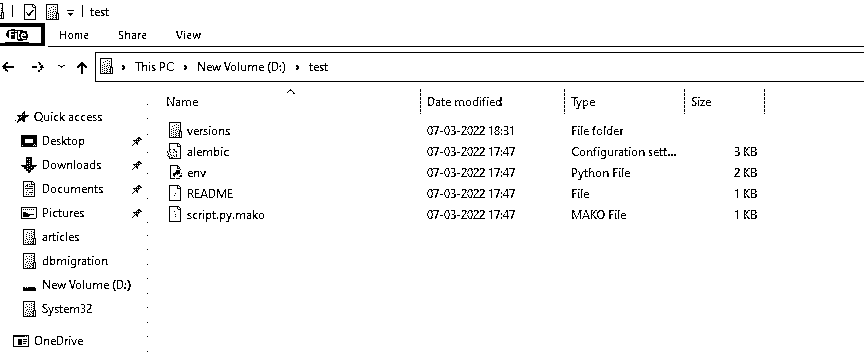 test
File Home Share View
This PC New Volume (D:) test
Name Date modified Type Size
Quick access
Desktop
Downloads
Documents
Pictures
articles
dbmigration
New Volume (D:)
System32
OneDrive
versions 07-03-2022 18:31 File folder
alembic 07-03-2022 17:47 Configuration sett... 3 KB
env 07-03-2022 17:47 Python File 2 KB
README 07-03-2022 17:47 File 1 KB
script.py.mako 07-03-2022 17:47 MAKO File 1 KB